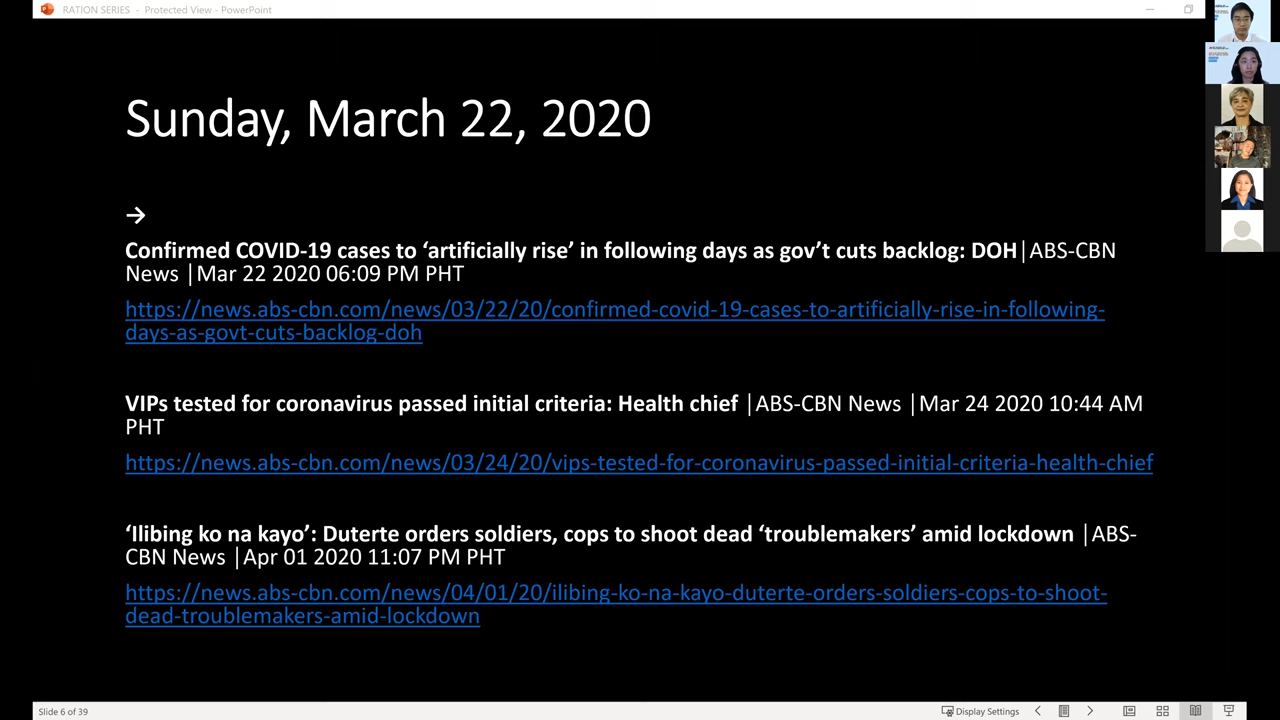 RATION SERIES - Protected View - PowerPoint
Sunday, March 22, 2020
→
Confirmed COVID-19 cases to ‘artificially rise’ in following days as gov’t cuts backlog: DOH│ABS-CBN
News │Mar 22 2020 06:09 PM PHT
https://news.abs-cbn.com/news/03/22/20/confirmed-covid-19-cases-to-artificially-rise-in-following-
days-as-govt-cuts-backlog-doh
VIPs tested for coronavirus passed initial criteria: Health chief │ABS-CBN News │Mar 24 2020 10:44 AM
PHT
https://news.abs-cbn.com/news/03/24/20/vips-tested-for-coronavirus-passed-initial-criteria-health-chief
‘Ilibing ko na kayo’: Duterte orders soldiers, cops to shoot dead ‘troublemakers’ amid lockdown │ABS-
CBN News │Apr 01 2020 11:07 PM PHT
https://news.abs-cbn.com/news/04/01/20/ilibing-ko-na-kayo-duterte-orders-soldiers-cops-to-shoot-
dead-troublemakers-amid-lockdown
Slide 6 of 39
Display Settings